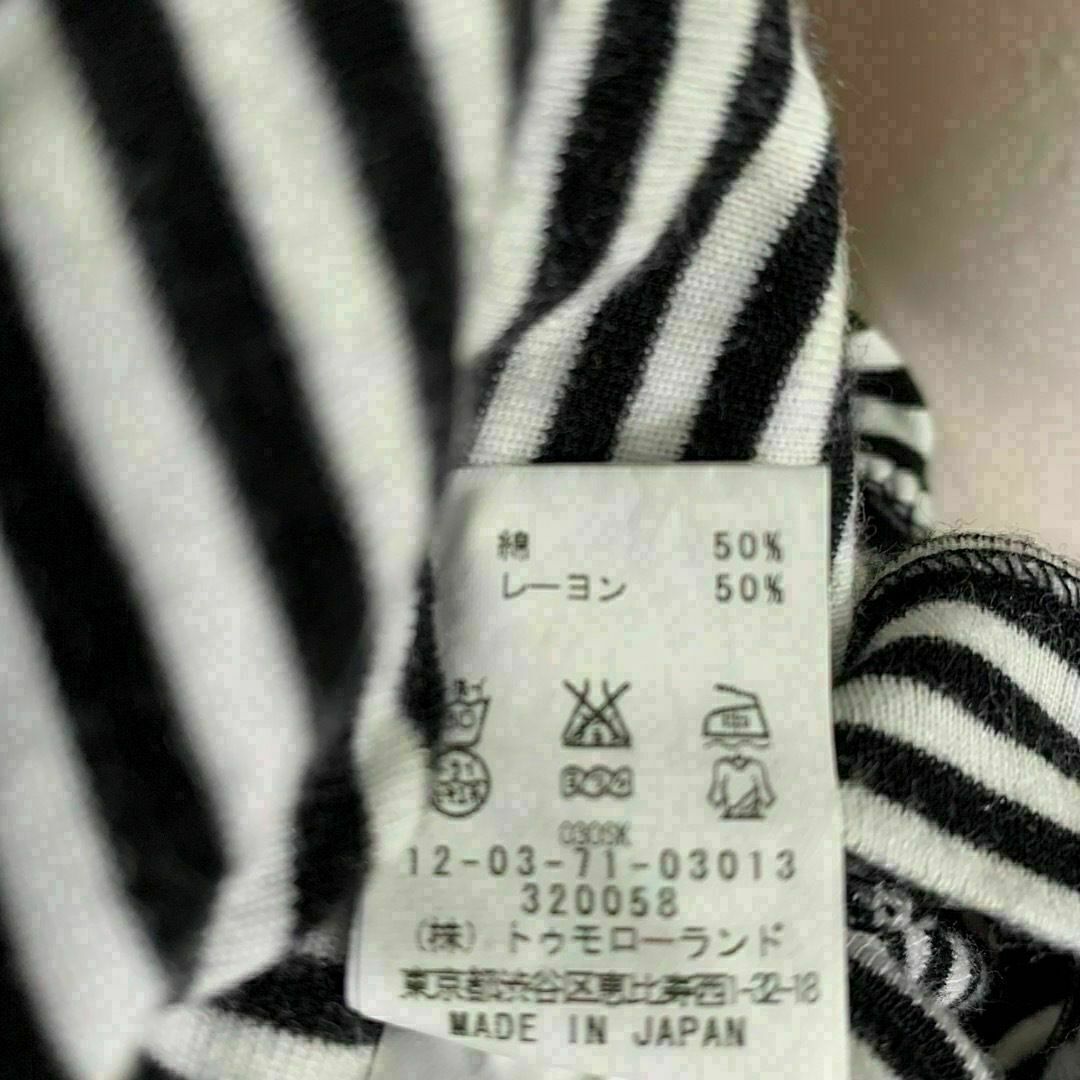 綿 50%
レーヨン 50%
0309K
12-03-71-03013
320058
(株) トゥモローランド
東京都渋谷区恵比寿西1-32-18
MADE IN JAPAN